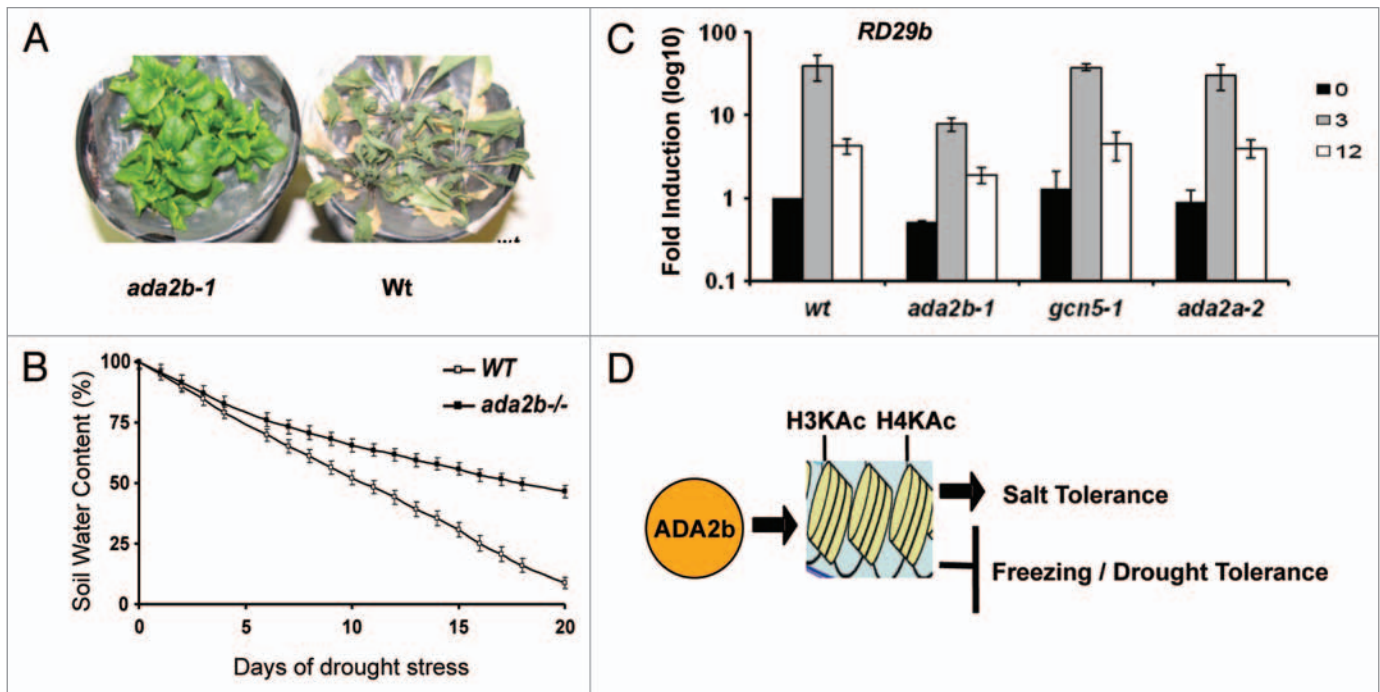 A
wt
ada2b-1 Wt
B
Soil Water Content (%)
100
75
50
25
0
WT
ada2b-/-
0 5 10 15 20
Days of drought stress
C
RD29b
Fold Induction (log10)
100
10
1
0.1
0
3
12
wt ada2b-1 gcn5-1 ada2a-2
D
H3KAc H4KAc
ADA2b
Salt Tolerance
Freezing / Drought Tolerance